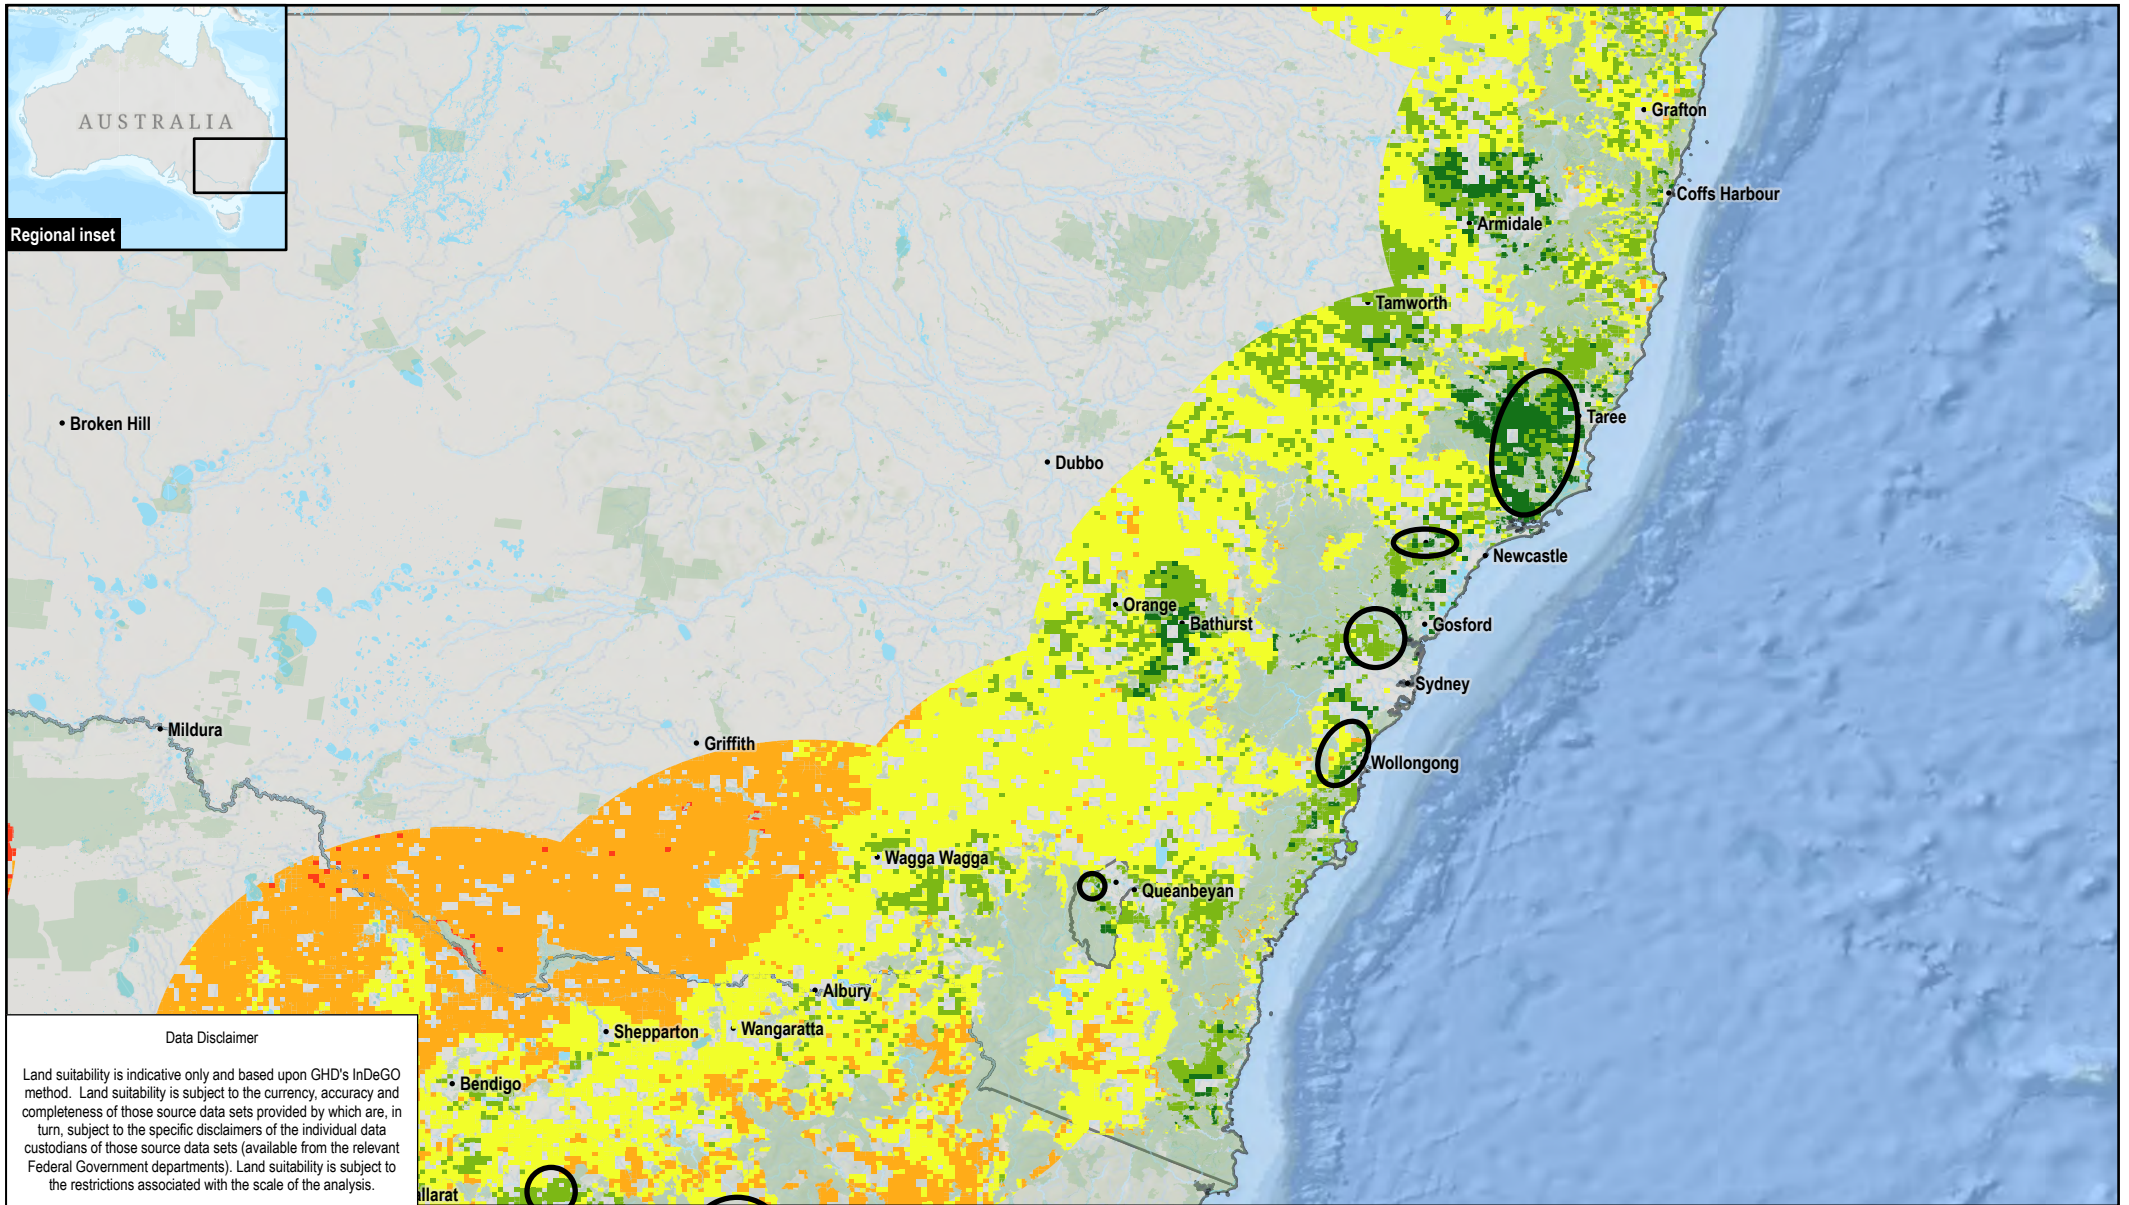 AUSTRALIA
Regional inset
Grafton
Coffs Harbour
Armidale
Tamworth
Taree
Broken Hill
Dubbo
Newcastle
Orange
Bathurst
Gosford
Sydney
Mildura
Griffith
Wollongong
Wagga Wagga
Queanbeyan
Albury
Shepparton
Wangaratta
Bendigo
allarat
Data Disclaimer
Land suitability is indicative only and based upon GHD's InDeGO
method. Land suitability is subject to the currency, accuracy and
completeness of those source data sets provided by which are, in
turn, subject to the specific disclaimers of the individual data
custodians of those source data sets (available from the relevant
Federal Government departments). Land suitability is subject to
the restrictions associated with the scale of the analysis.